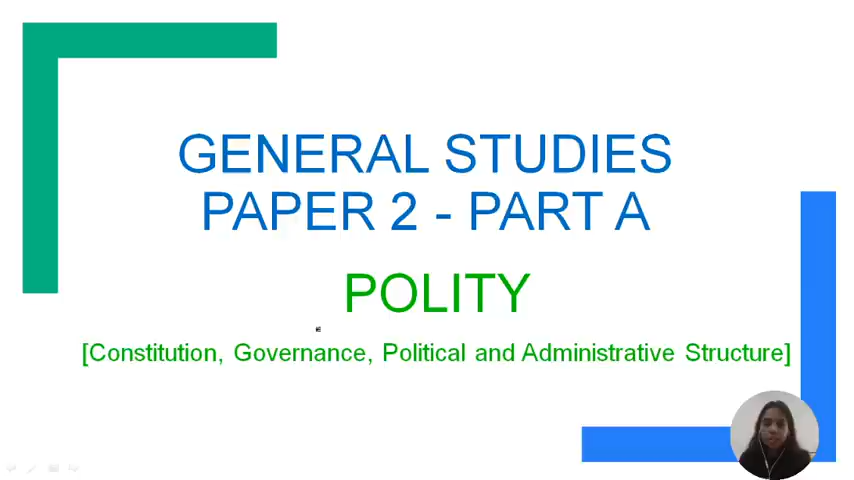 GENERAL STUDIES
PAPER 2 - PART A
POLITY
[Constitution, Governance, Political and Administrative Structure]